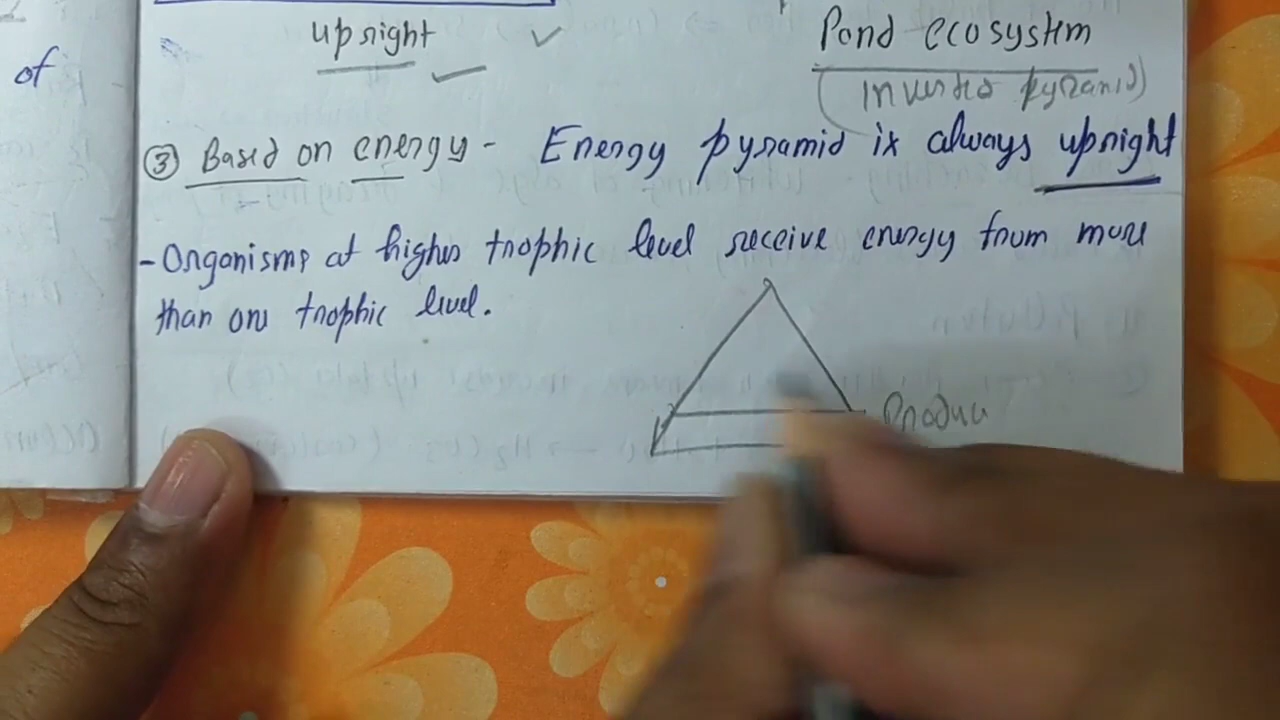 of
upright
Pond ecosystem
(inverted pyramid)
③ Based on energy - Energy pyramid is always upright
- Organisms at higher trophic level receive energy from more
than one trophic level.
Produc